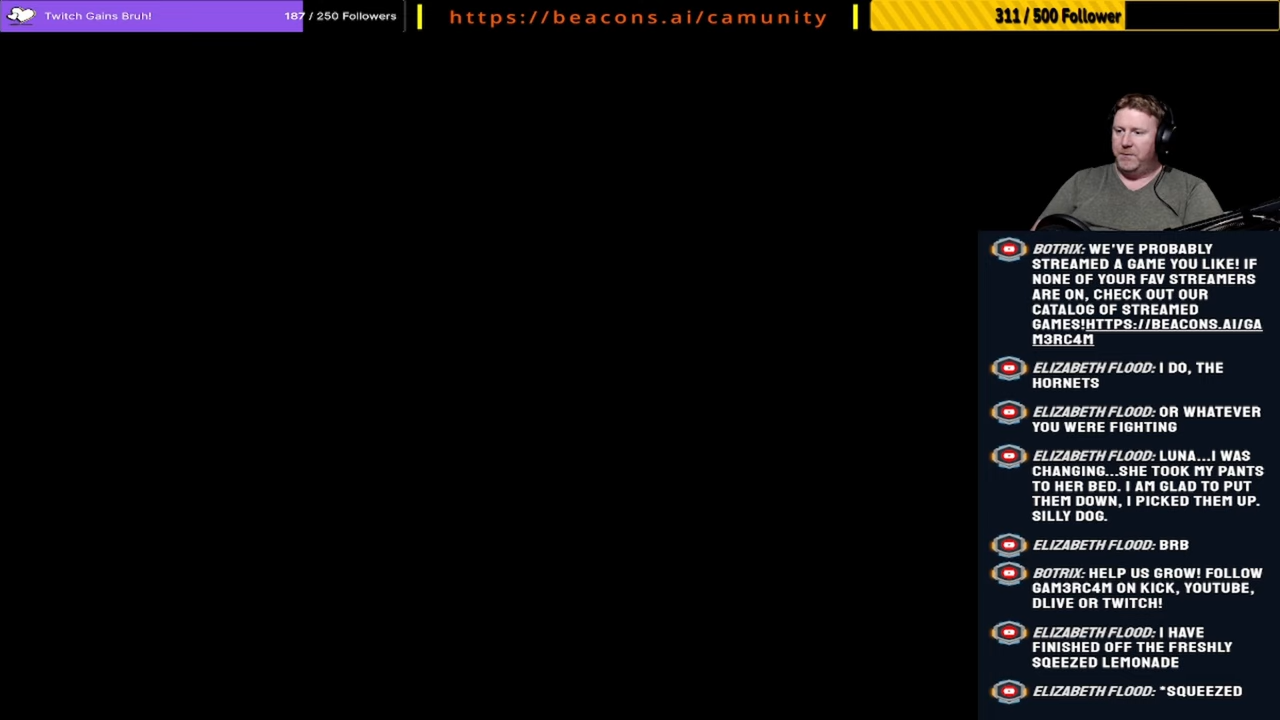 Twitch Gains Bruh!
187 / 250 Followers
https://beacons.ai/camunity
311 / 500 Follower
BOTRIX: WE'VE PROBABLY
STREAMED A GAME YOU LIKE! IF
NONE OF YOUR FAV STREAMERS
ARE ON, CHECK OUT OUR
CATALOG OF STREAMED
GAMES!HTTPS://BEACONS.AI/GA
M3RC4M
ELIZABETH FLOOD: I DO, THE
HORNETS
ELIZABETH FLOOD: OR WHATEVER
YOU WERE FIGHTING
ELIZABETH FLOOD: LUNA...I WAS
CHANGING...SHE TOOK MY PANTS
TO HER BED. I AM GLAD TO PUT
THEM DOWN, I PICKED THEM UP.
SILLY DOG.
ELIZABETH FLOOD: BRB
BOTRIX: HELP US GROW! FOLLOW
GAM3RC4M ON KICK, YOUTUBE,
DLIVE OR TWITCH!
ELIZABETH FLOOD: I HAVE
FINISHED OFF THE FRESHLY
SQEEZED LEMONADE
ELIZABETH FLOOD: *SQUEEZED